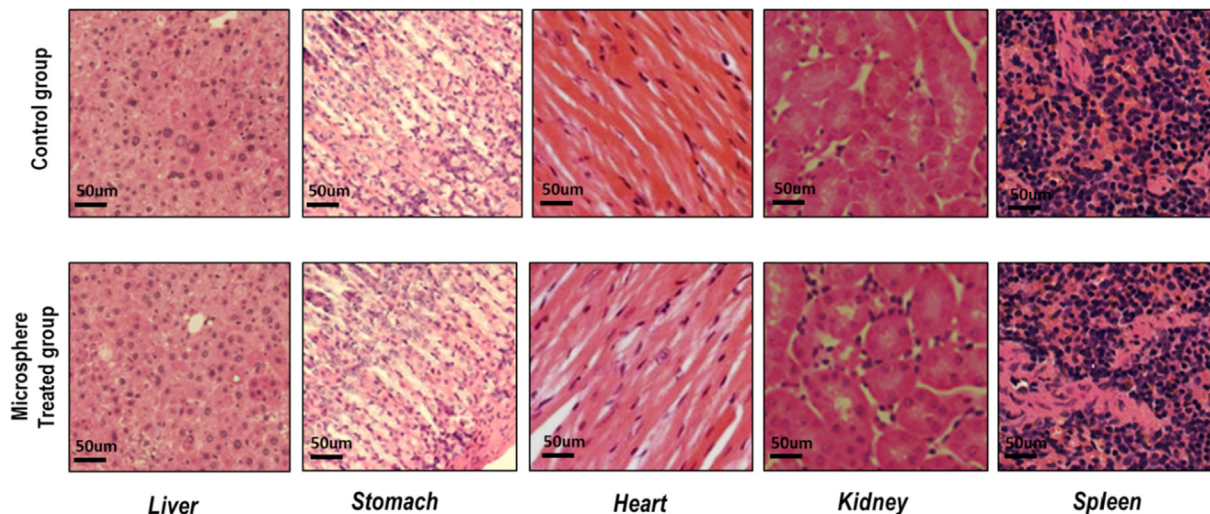 Control group
50um
50um
50um
50um
50um
Microsphere
Treated group
50um
50um
50um
50um
50um
Liver
Stomach
Heart
Kidney
Spleen